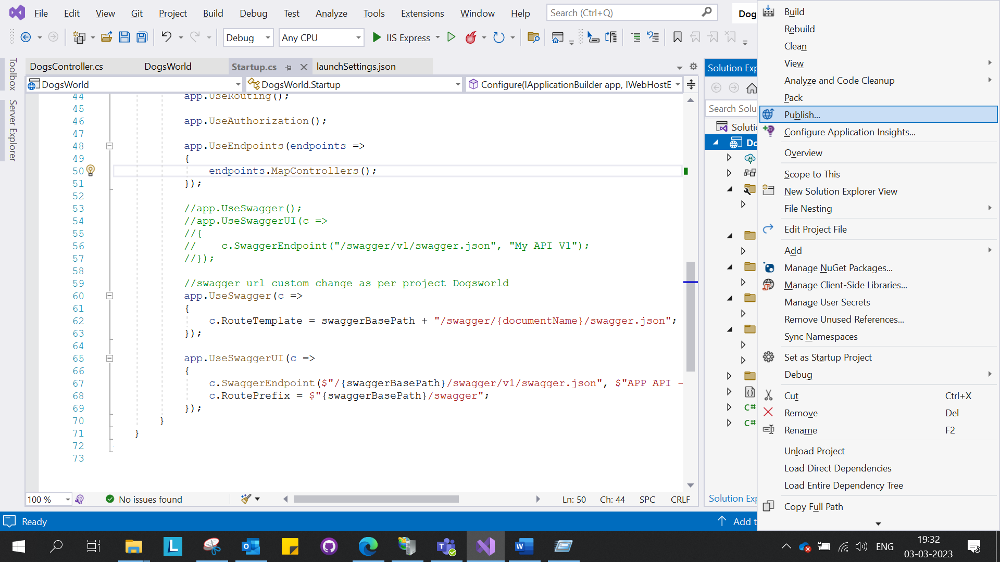 File Edit View Git Project Build Debug Test Analyze Tools Extensions Window Help Search (Ctrl+Q) Dog
Debug Any CPU IIS Express
Toolbox
Server Explorer
DogsController.cs DogsWorld Startup.cs launchSettings.json
DogsWorld DogsWorld.Startup Configure(IApplicationBuilder app, IWebHostE
44 app.UseRouting();
45
46 app.UseAuthorization();
47
48 app.UseEndpoints(endpoints =>
49 {
50 endpoints.MapControllers();
51 });
52
53 //app.UseSwagger();
54 //app.UseSwaggerUI(c =>
55 //{
56 // c.SwaggerEndpoint("/swagger/v1/swagger.json", "My API V1");
57 //});
58
59 //swagger url custom change as per project Dogsworld
60 app.UseSwagger(c =>
61 {
62 c.RouteTemplate = swaggerBasePath + "/swagger/{documentName}/swagger.json";
63 });
64
65 app.UseSwaggerUI(c =>
66 {
67 c.SwaggerEndpoint($"/{swaggerBasePath}/swagger/v1/swagger.json", $"APP API -
68 c.RoutePrefix = $"{swaggerBasePath}/swagger";
69 });
70 }
71 }
72
73
100 % No issues found Ln: 50 Ch: 44 SPC CRLF
Solution Exp
Search Solu
Solutio
Do
C#
C#
Solution Exp
Build
Rebuild
Clean
View
Analyze and Code Cleanup
Pack
Publish...
Configure Application Insights...
Overview
Scope to This
New Solution Explorer View
File Nesting
Edit Project File
Add
Manage NuGet Packages...
Manage Client-Side Libraries...
Manage User Secrets
Remove Unused References...
Sync Namespaces
Set as Startup Project
Debug
Cut Ctrl+X
Remove Del
Rename F2
Unload Project
Load Direct Dependencies
Load Entire Dependency Tree
Copy Full Path
Ready Add t
L W ENG 19:32
03-03-2023